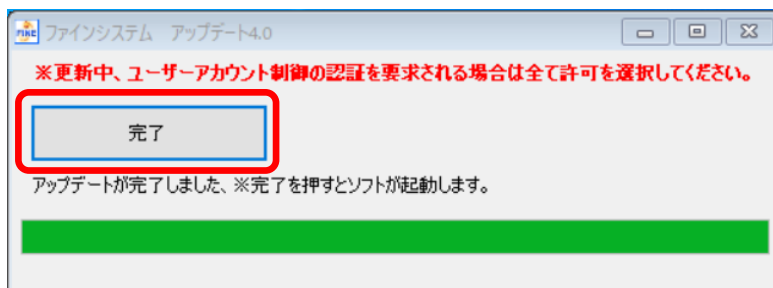 FINE ファインシステム アップデート4.0
※更新中、ユーザーアカウント制御の認証を要求される場合は全て許可を選択してください。
完了
アップデートが完了しました、※完了を押すとソフトが起動します。